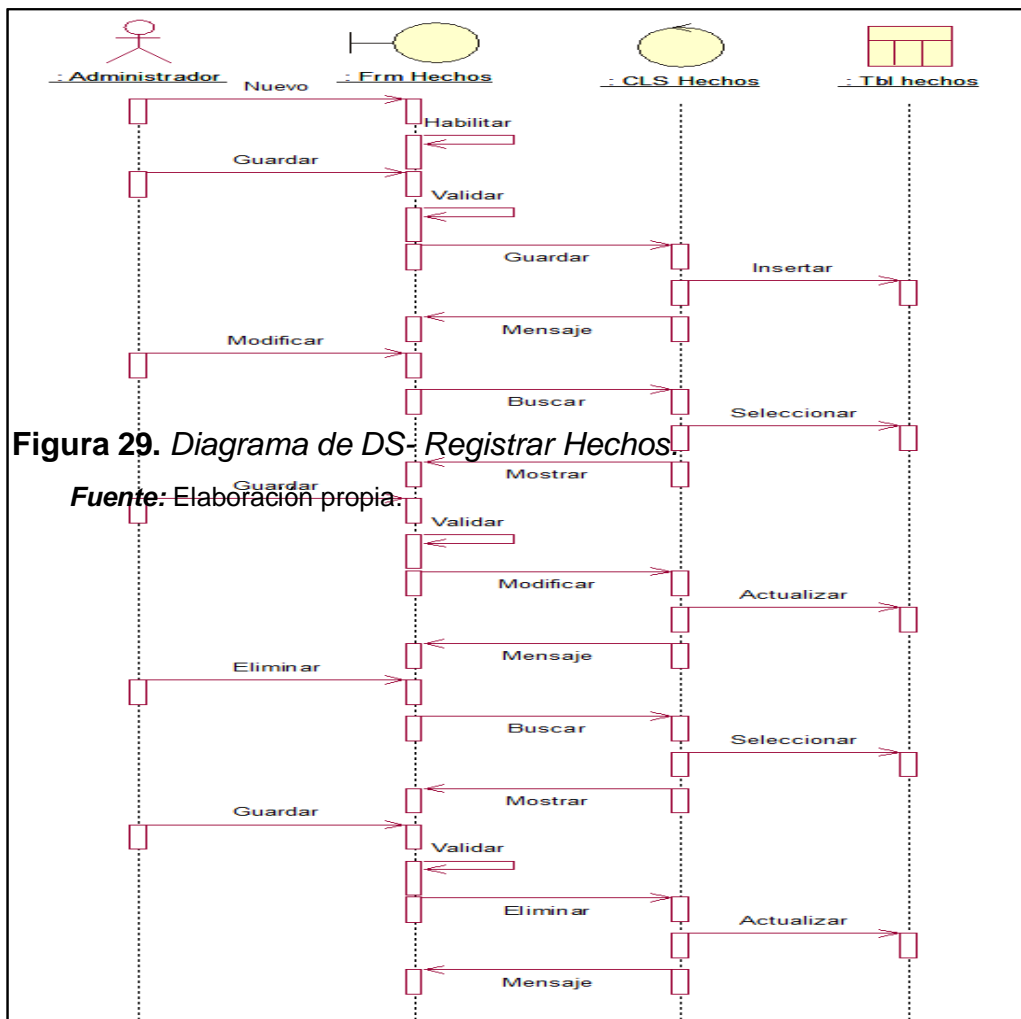 : Administrador : Frm Hechos : CLS Hechos : Tbl hechos
Nuevo
Habilitar
Guardar
Validar
Guardar
Insertar
Mensaje
Modificar
Buscar
Seleccionar
Figura 29. Diagrama de DS- Registrar Hechos.
Mostrar
Guardar
Fuente: Elaboración propia.
Validar
Modificar
Actualizar
Mensaje
Eliminar
Buscar
Seleccionar
Mostrar
Guardar
Validar
Eliminar
Actualizar
Mensaje